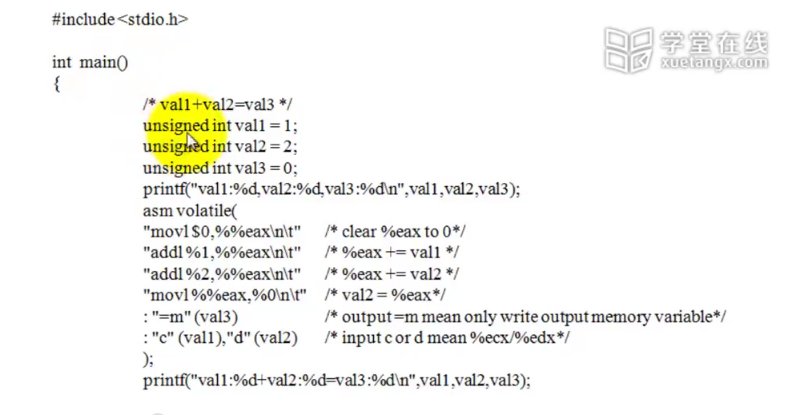 #include <stdio.h>
学堂在线
xuetangx.com
int main()
{
/* val1+val2=val3 */
unsigned int val1 = 1;
unsigned int val2 = 2;
unsigned int val3 = 0;
printf("val1:%d,val2:%d,val3:%d\n",val1,val2,val3);
asm volatile(
"movl $0,%%eax\n\t" /* clear %eax to 0*/
"addl %1,%%eax\n\t" /* %eax += val1 */
"addl %2,%%eax\n\t" /* %eax += val2 */
"movl %%eax,%0\n\t" /* val2 = %eax*/
: "=m" (val3) /* output =m mean only write output memory variable*/
: "c" (val1),"d" (val2) /* input c or d mean %ecx/%edx*/
);
printf("val1:%d+val2:%d=val3:%d\n",val1,val2,val3);